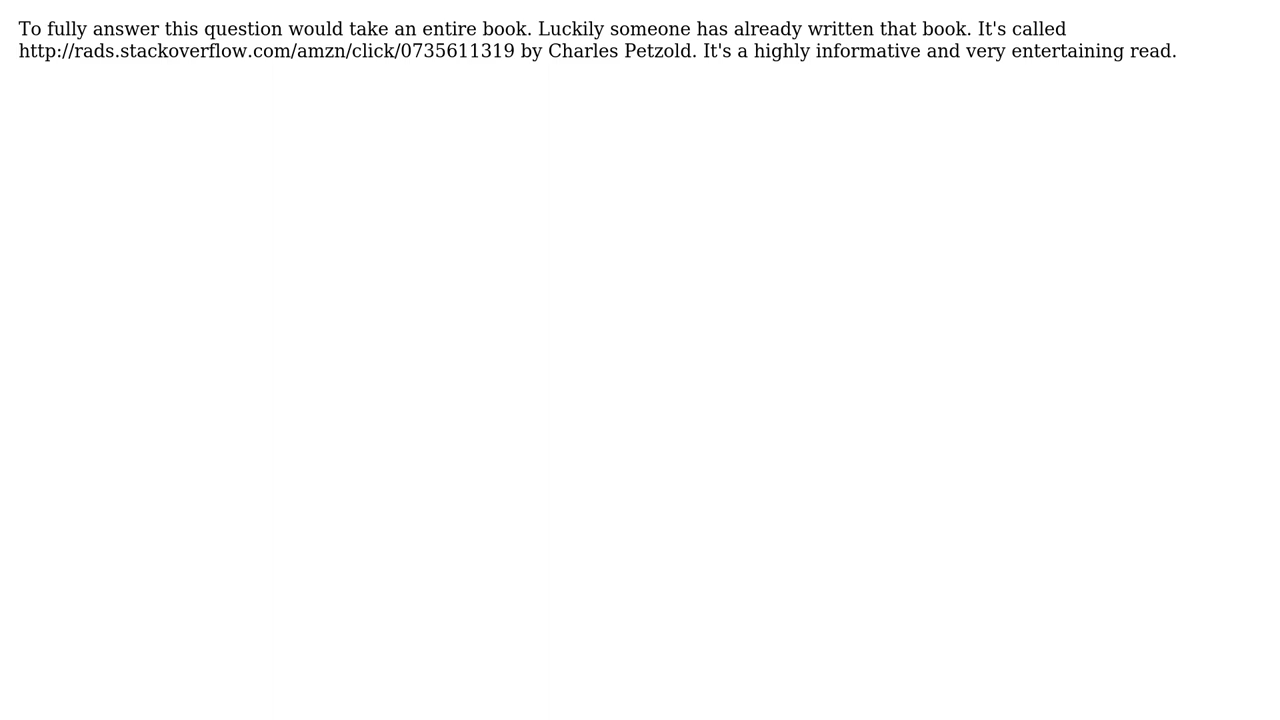 To fully answer this question would take an entire book. Luckily someone has already written that book. It's called
http://rads.stackoverflow.com/amzn/click/0735611319 by Charles Petzold. It's a highly informative and very entertaining read.